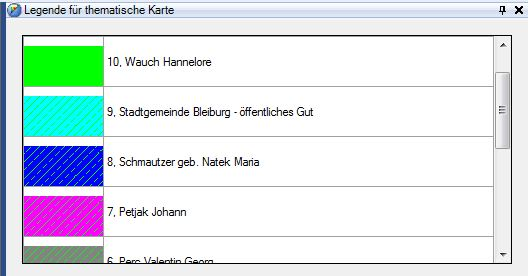 Legende für thematische Karte
10, Wauch Hannelore
9, Stadtgemeinde Bleiburg - öffentliches Gut
8, Schmautzer geb. Natek Maria
7, Petjak Johann
6, Perc Valentin Georg